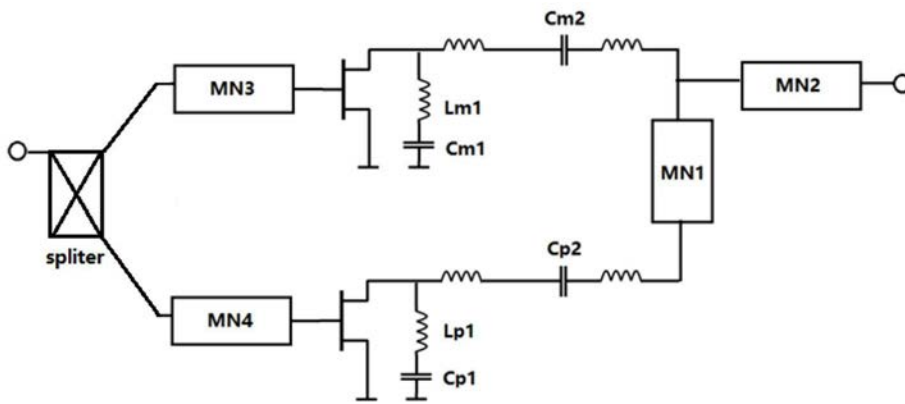 Cm2
MN3
MN2
Lm1
Cm1
MN1
spliter
Cp2
MN4
Lp1
Cp1